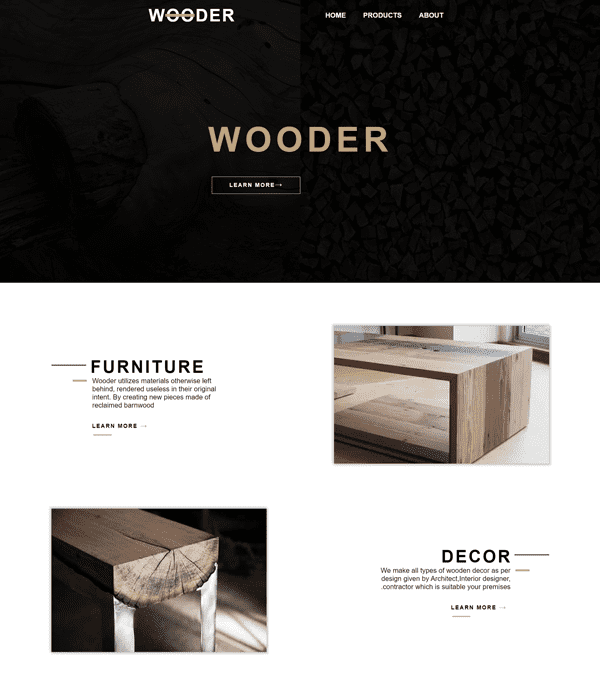 WOODER
HOME PRODUCTS ABOUT
WOODER
LEARN MORE→
FURNITURE
Wooder utilizes materials otherwise left
behind, rendered useless in their original
intent. By creating new pieces made of
reclaimed barnwood
LEARN MORE →
DECOR
We make all types of wooden decor as per
design given by Architect,Interior designer,
.contractor which is suitable your premises
LEARN MORE →